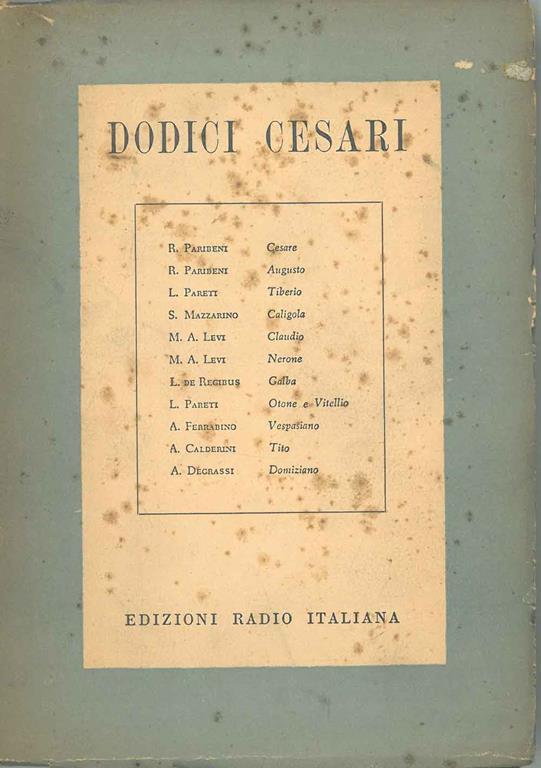 DODICI CESARI
R. PARIBENI Cesare
R. PARIBENI Augusto
L. PARETI Tiberio
S. MAZZARINO Caligola
M. A. LEVI Claudio
M. A. LEVI Nerone
L. DE REGIBUS Galba
L. PARETI Otone e Vitellio
A. FERRABINO Vespasiano
A. CALDERINI Tito
A. DEGRASSI Domiziano
EDIZIONI RADIO ITALIANA